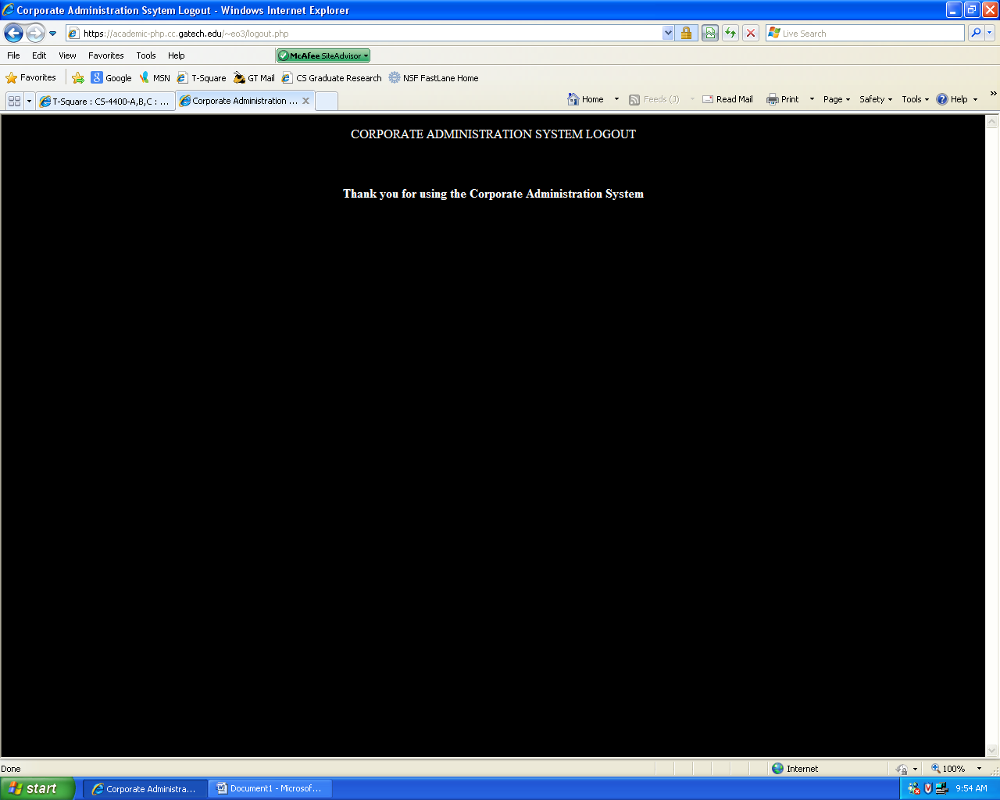 Corporate Administration Ssytem Logout - Windows Internet Explorer
https://academic-php.cc.gatech.edu/~eo3/logout.php
Live Search
File Edit View Favorites Tools Help McAfee SiteAdvisor
Favorites Google MSN T-Square GT Mail CS Graduate Research NSF FastLane Home
T-Square : CS-4400-A,B,C : ... Corporate Administration ... Home Feeds (J) Read Mail Print Page Safety Tools Help »
CORPORATE ADMINISTRATION SYSTEM LOGOUT
Thank you for using the Corporate Administration System
Done Internet 100%
start Corporate Administra... Document1 - Microsof... 9:54 AM